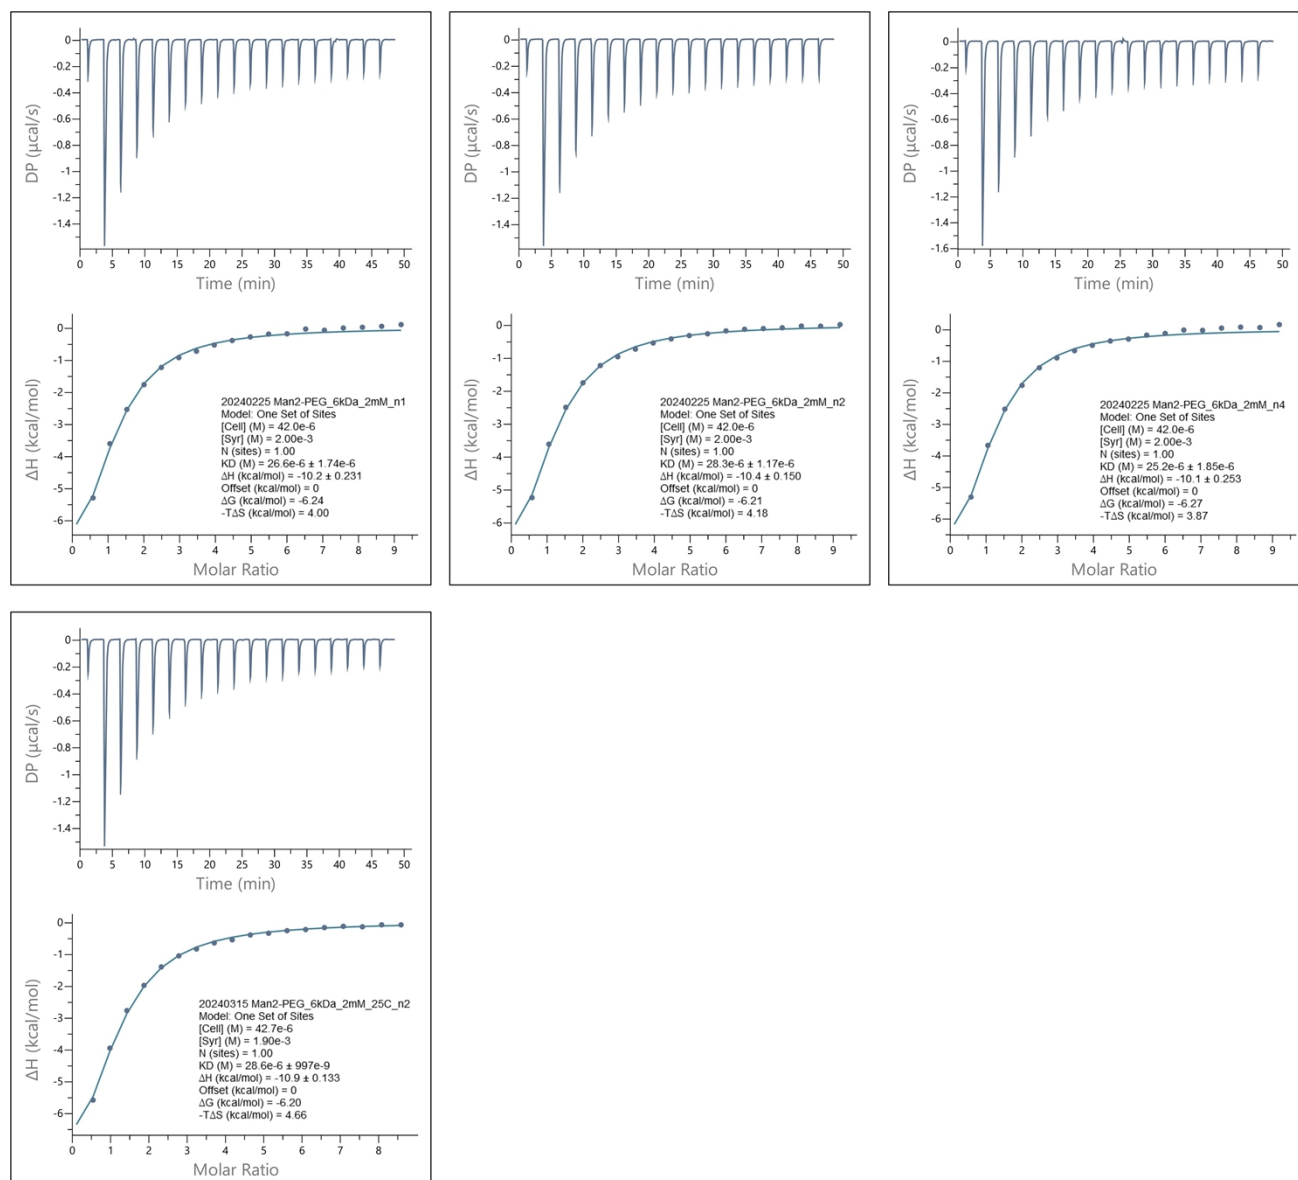 0
-0.2
-0.4
-0.6
-0.8
-1
-1.2
-1.4
DP (µcal/s)
0 5 10 15 20 25 30 35 40 45 50
Time (min)
0
-1
-2
-3
-4
-5
-6
ΔH (kcal/mol)
20240225 Man2-PEG_6kDa_2mM_n1
Model: One Set of Sites
[Cell] (M) = 42.0e-6
[Syr] (M) = 2.00e-3
N (sites) = 1.00
KD (M) = 26.6e-6 ± 1.74e-6
ΔH (kcal/mol) = -10.2 ± 0.231
Offset (kcal/mol) = 0
ΔG (kcal/mol) = -6.24
-TΔS (kcal/mol) = 4.00
0 1 2 3 4 5 6 7 8 9
Molar Ratio
0
-0.2
-0.4
-0.6
-0.8
-1
-1.2
-1.4
DP (µcal/s)
0 5 10 15 20 25 30 35 40 45 50
Time (min)
0
-1
-2
-3
-4
-5
-6
ΔH (kcal/mol)
20240225 Man2-PEG_6kDa_2mM_n2
Model: One Set of Sites
[Cell] (M) = 42.0e-6
[Syr] (M) = 2.00e-3
N (sites) = 1.00
KD (M) = 28.3e-6 ± 1.17e-6
ΔH (kcal/mol) = -10.4 ± 0.150
Offset (kcal/mol) = 0
ΔG (kcal/mol) = -6.21
-TΔS (kcal/mol) = 4.18
0 1 2 3 4 5 6 7 8 9
Molar Ratio
0
-0.2
-0.4
-0.6
-0.8
-1
-1.2
-1.4
-1.6
DP (µcal/s)
0 5 10 15 20 25 30 35 40 45 50
Time (min)
0
-1
-2
-3
-4
-5
-6
ΔH (kcal/mol)
20240225 Man2-PEG_6kDa_2mM_n4
Model: One Set of Sites
[Cell] (M) = 42.0e-6
[Syr] (M) = 2.00e-3
N (sites) = 1.00
KD (M) = 25.2e-6 ± 1.85e-6
ΔH (kcal/mol) = -10.1 ± 0.253
Offset (kcal/mol) = 0
ΔG (kcal/mol) = -6.27
-TΔS (kcal/mol) = 3.87
0 1 2 3 4 5 6 7 8 9
Molar Ratio
0
-0.2
-0.4
-0.6
-0.8
-1
-1.2
-1.4
DP (µcal/s)
0 5 10 15 20 25 30 35 40 45 50
Time (min)
0
-1
-2
-3
-4
-5
-6
ΔH (kcal/mol)
20240315 Man2-PEG_6kDa_2mM_25C_n2
Model: One Set of Sites
[Cell] (M) = 42.7e-6
[Syr] (M) = 1.90e-3
N (sites) = 1.00
KD (M) = 28.6e-6 ± 997e-9
ΔH (kcal/mol) = -10.9 ± 0.133
Offset (kcal/mol) = 0
ΔG (kcal/mol) = -6.20
-TΔS (kcal/mol) = 4.66
0 1 2 3 4 5 6 7 8
Molar Ratio